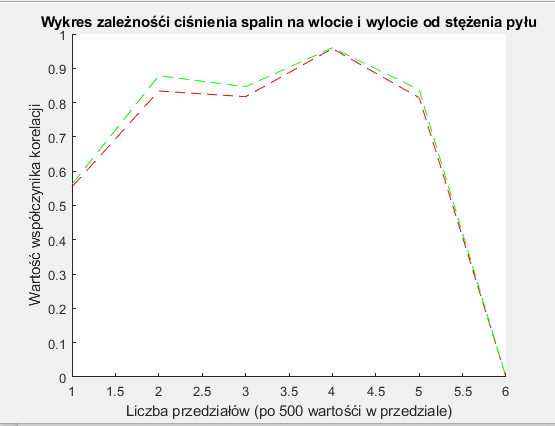 Wykres zależnośći ciśnienia spalin na wlocie i wylocie od stężenia pyłu
1
0.9
0.8
0.7
0.6
0.5
0.4
0.3
0.2
0.1
0
Wartość współczynika korelacji
1 1.5 2 2.5 3 3.5 4 4.5 5 5.5 6
Liczba przedziałów (po 500 wartośći w przedziale)